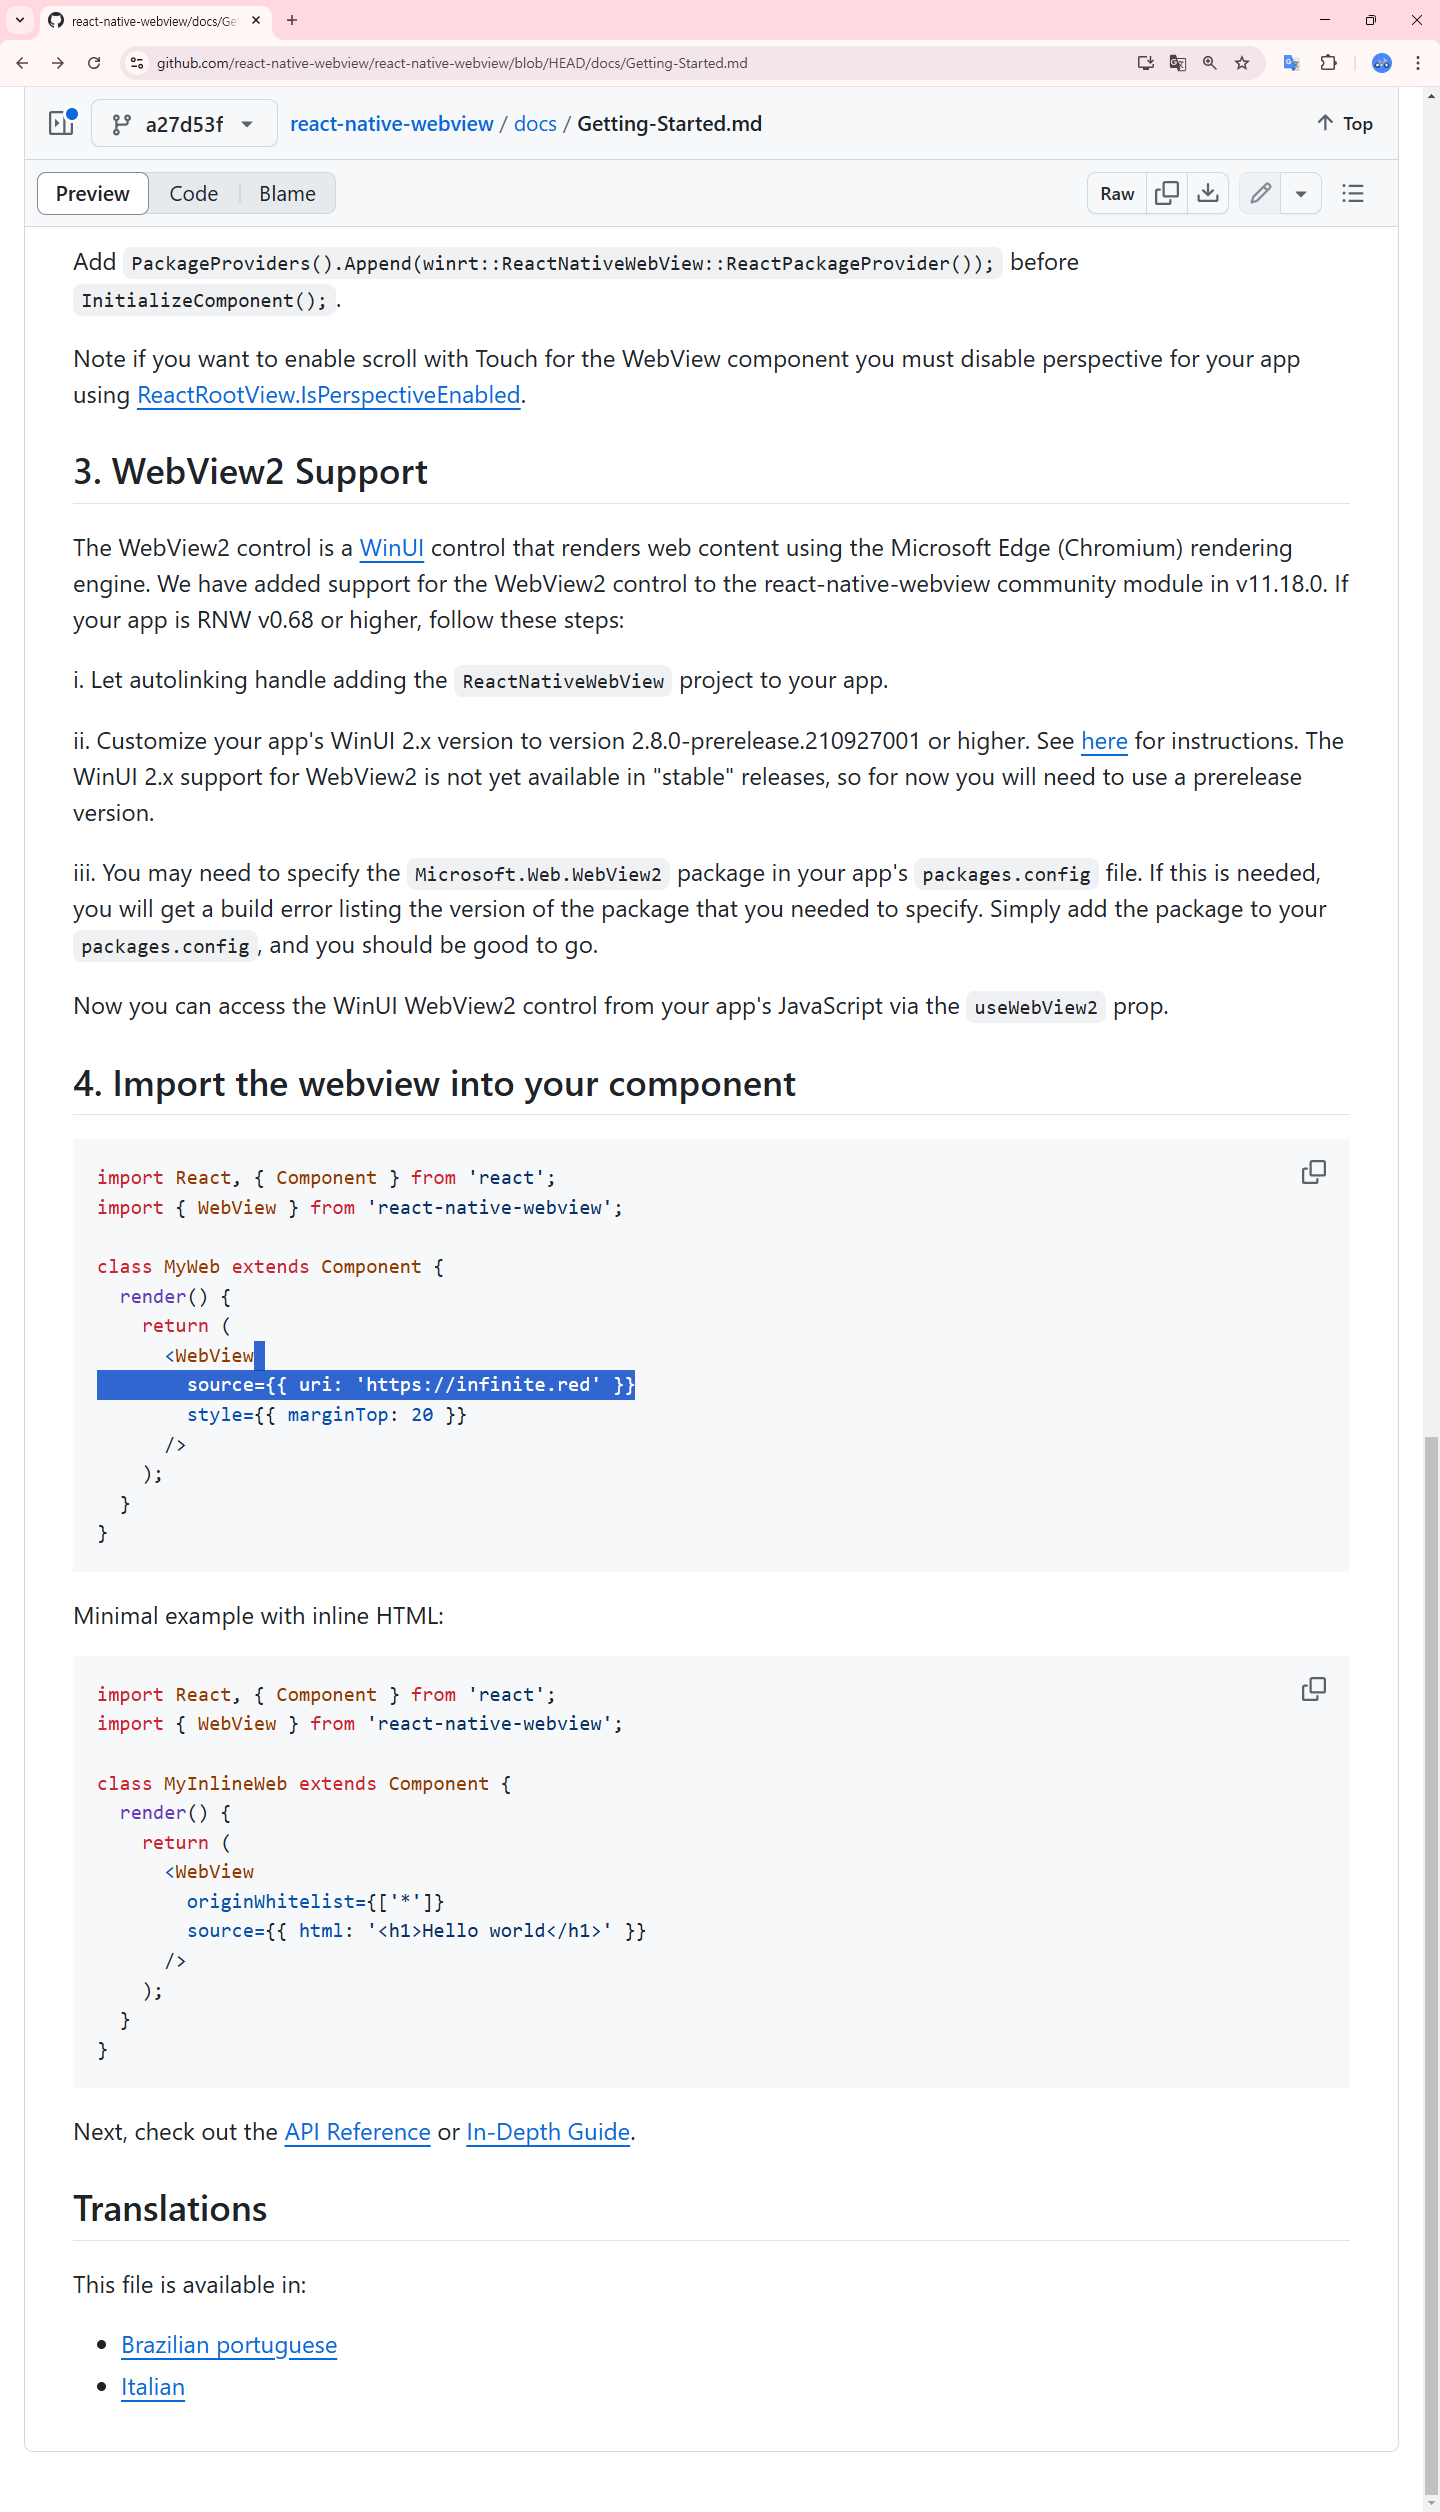 react-native-webview/docs/Ge
github.com/react-native-webview/react-native-webview/blob/HEAD/docs/Getting-Started.md
a27d53f
react-native-webview / docs / Getting-Started.md
Top
Preview Code Blame
Raw
Add PackageProviders().Append(winrt::ReactNativeWebView::ReactPackageProvider()); before
InitializeComponent(); .
Note if you want to enable scroll with Touch for the WebView component you must disable perspective for your app
using ReactRootView.IsPerspectiveEnabled.
3. WebView2 Support
The WebView2 control is a WinUI control that renders web content using the Microsoft Edge (Chromium) rendering
engine. We have added support for the WebView2 control to the react-native-webview community module in v11.18.0. If
your app is RNW v0.68 or higher, follow these steps:
i. Let autolinking handle adding the ReactNativeWebView project to your app.
ii. Customize your app's WinUI 2.x version to version 2.8.0-prerelease.210927001 or higher. See here for instructions. The
WinUI 2.x support for WebView2 is not yet available in "stable" releases, so for now you will need to use a prerelease
version.
iii. You may need to specify the Microsoft.Web.WebView2 package in your app's packages.config file. If this is needed,
you will get a build error listing the version of the package that you needed to specify. Simply add the package to your
packages.config , and you should be good to go.
Now you can access the WinUI WebView2 control from your app's JavaScript via the useWebView2 prop.
4. Import the webview into your component
import React, { Component } from 'react';
import { WebView } from 'react-native-webview';
class MyWeb extends Component {
render() {
return (
<WebView
source={{ uri: 'https://infinite.red' }}
style={{ marginTop: 20 }}
/>
);
}
}
Minimal example with inline HTML:
import React, { Component } from 'react';
import { WebView } from 'react-native-webview';
class MyInlineWeb extends Component {
render() {
return (
<WebView
originWhitelist={['*']}
source={{ html: '<h1>Hello world</h1>' }}
/>
);
}
}
Next, check out the API Reference or In-Depth Guide.
Translations
This file is available in:
Brazilian portuguese
Italian